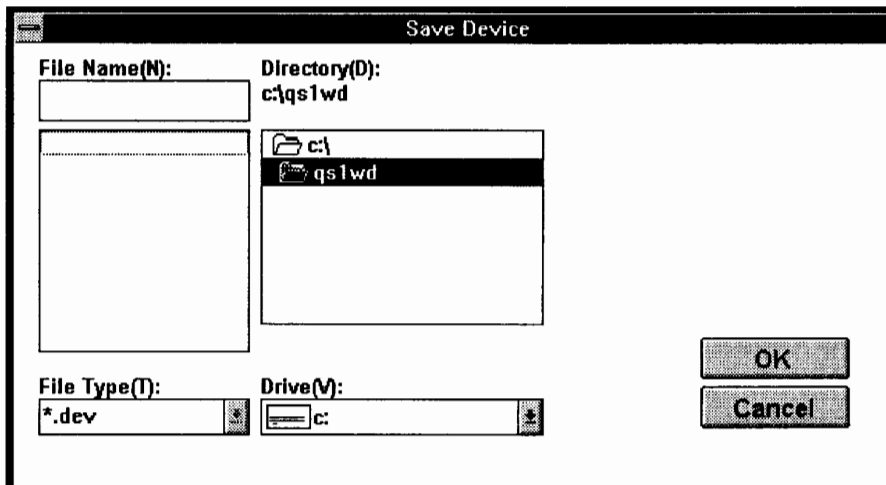 Save Device
File Name(N):
Directory(D):
c:\qs1wd
c:\
qs1wd
File Type(T):
*.dev
Drive(V):
c:
OK
Cancel